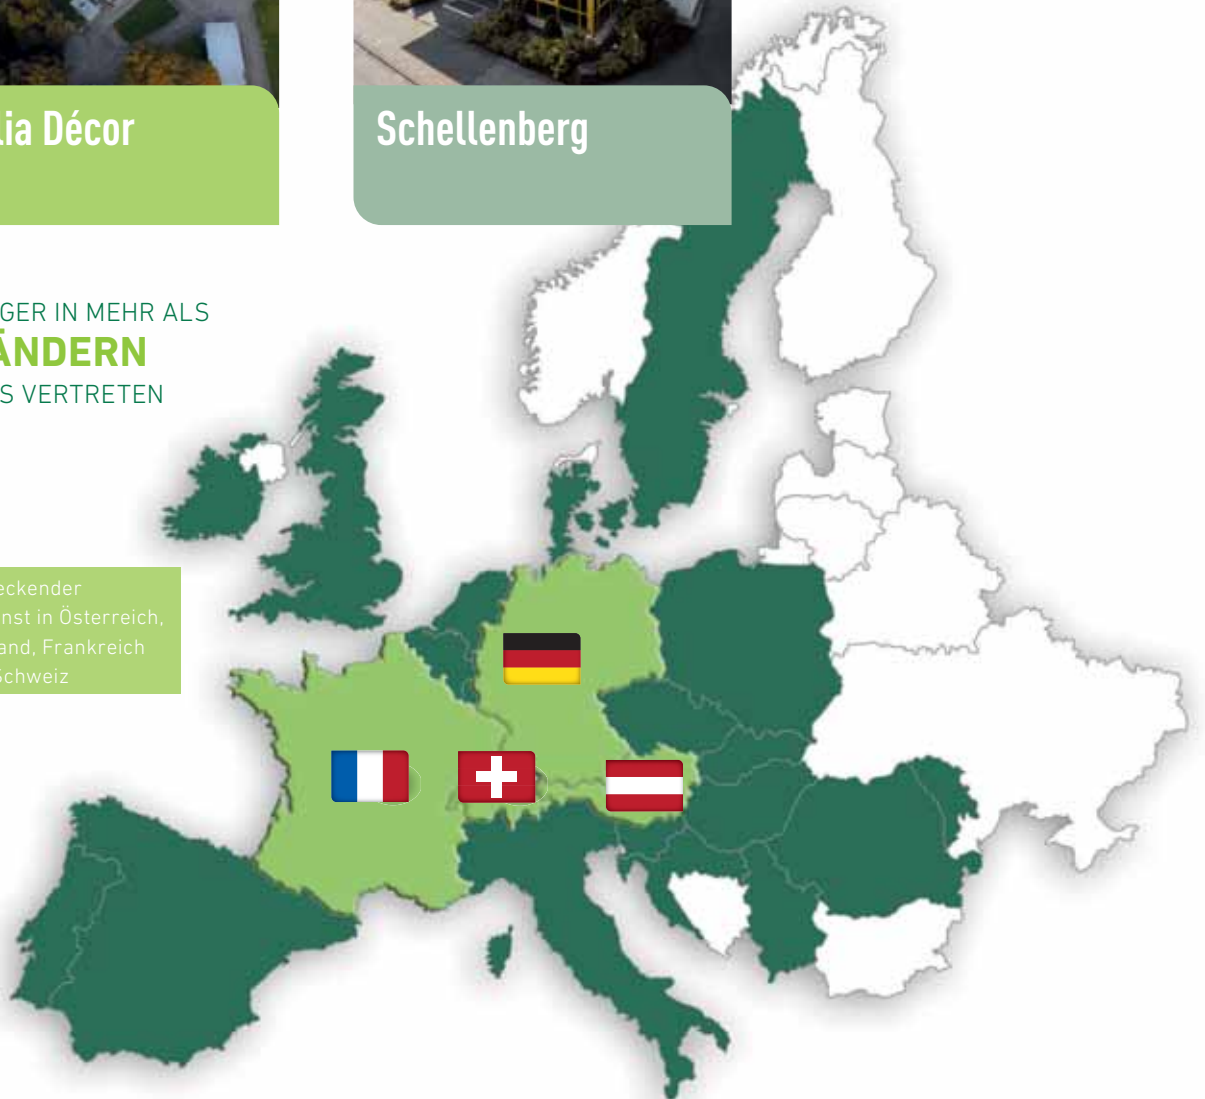 lia Décor
Schellenberg
GER IN MEHR ALS
ÄNDERN
S VERTRETEN
eckender
nst in Österreich,
and, Frankreich
Schweiz